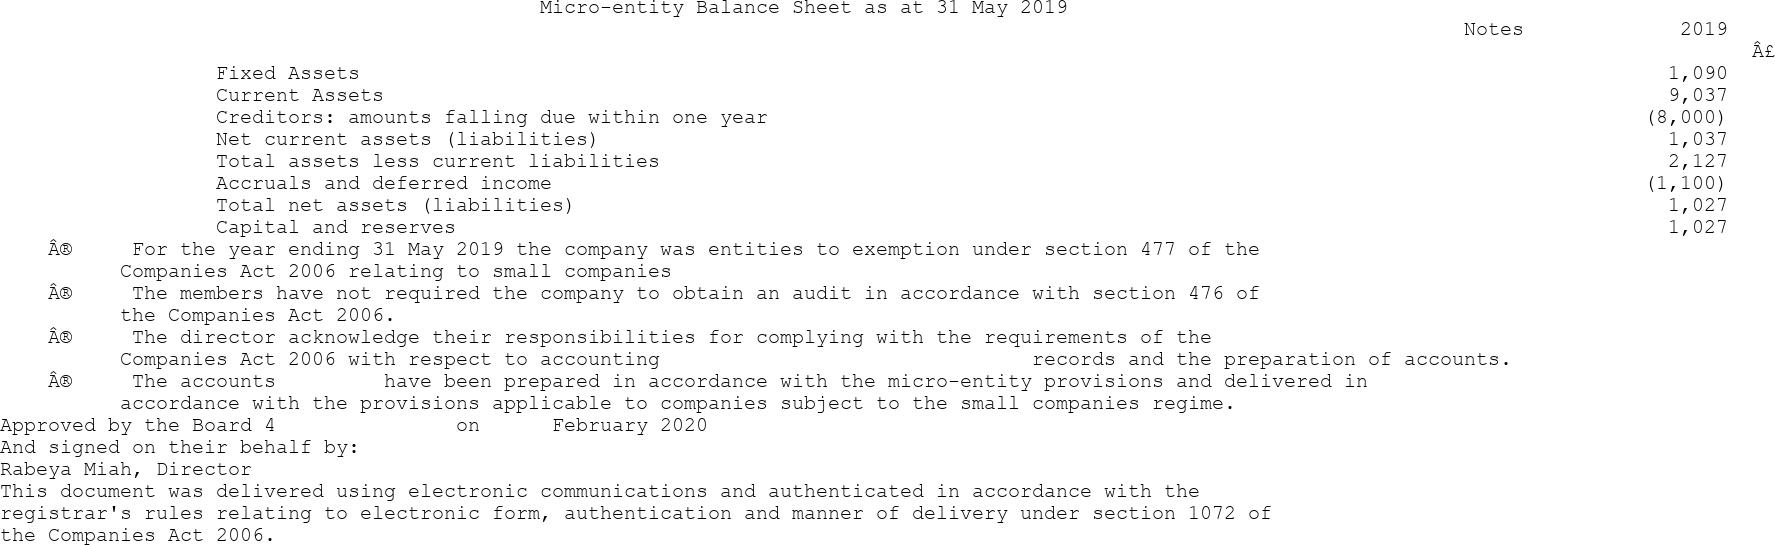 Micro-entity Balance Sheet as at 31 May 2019
Notes 2019
Â£
Fixed Assets 1,090
Current Assets 9,037
Creditors: amounts falling due within one year (8,000)
Net current assets (liabilities) 1,037
Total assets less current liabilities 2,127
Accruals and deferred income (1,100)
Total net assets (liabilities) 1,027
Capital and reserves 1,027
Â® For the year ending 31 May 2019 the company was entities to exemption under section 477 of the
Companies Act 2006 relating to small companies
Â® The members have not required the company to obtain an audit in accordance with section 476 of
the Companies Act 2006.
Â® The director acknowledge their responsibilities for complying with the requirements of the
Companies Act 2006 with respect to accounting records and the preparation of accounts.
Â® The accounts have been prepared in accordance with the micro-entity provisions and delivered in
accordance with the provisions applicable to companies subject to the small companies regime.
Approved by the Board 4 on February 2020
And signed on their behalf by:
Rabeya Miah, Director
This document was delivered using electronic communications and authenticated in accordance with the
registrar's rules relating to electronic form, authentication and manner of delivery under section 1072 of
the Companies Act 2006.